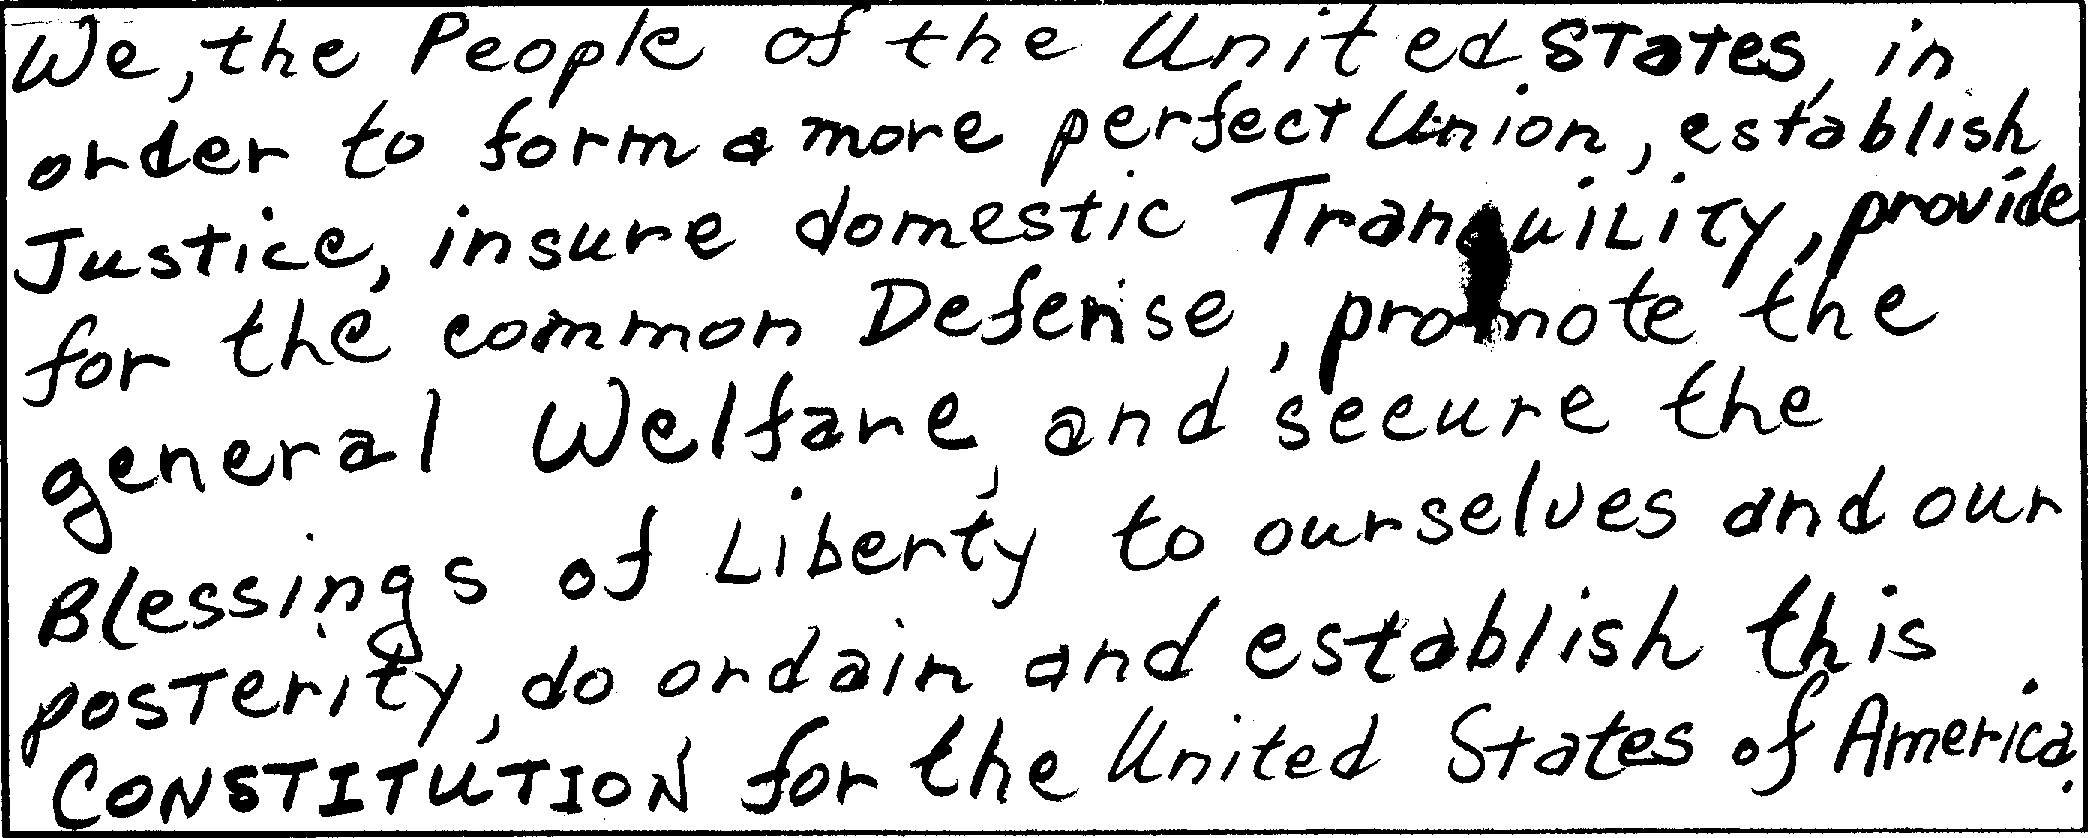 We, the People of the United States, in
order to form a more perfect Union, establish
Justice, insure domestic Tranquility, provide
for the common Defense, promote the
general Welfare, and secure the
Blessings of Liberty to ourselves and our
posterity, do ordain and establish this
CONSTITUTION for the United States of America.